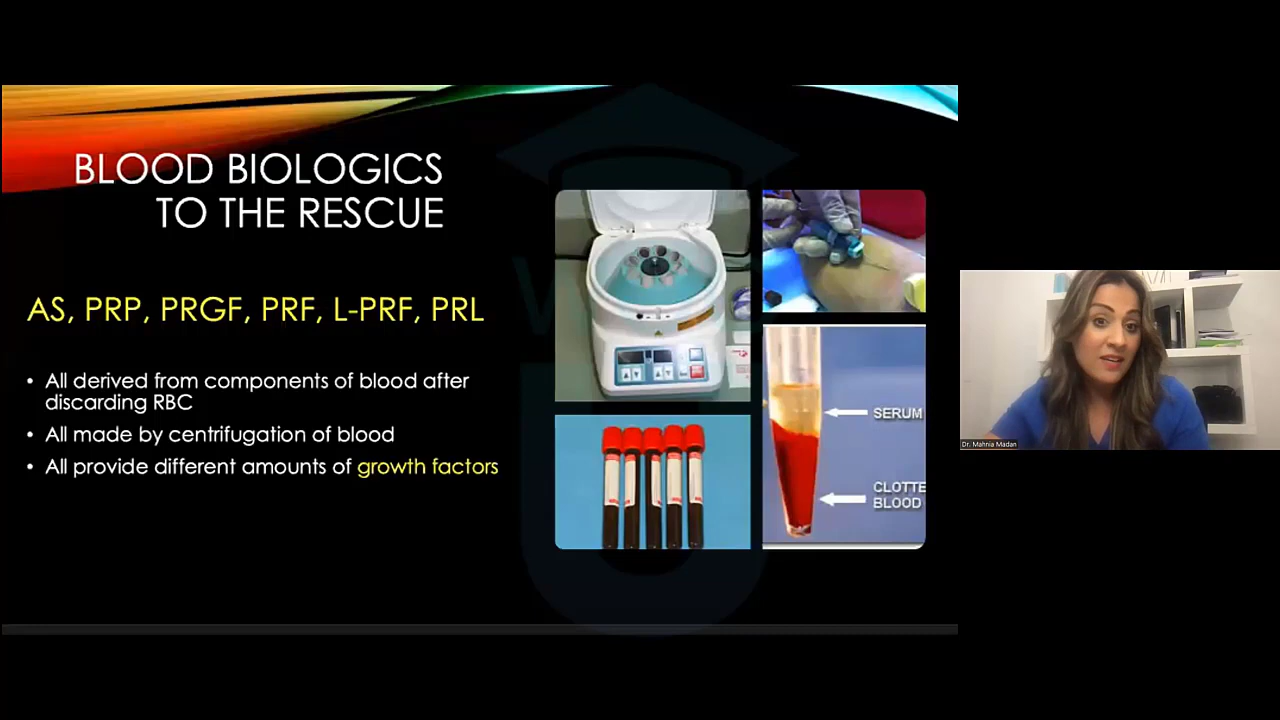 BLOOD BIOLOGICS
TO THE RESCUE
AS, PRP, PRGF, PRF, L-PRF, PRL
• All derived from components of blood after
discarding RBC
• All made by centrifugation of blood
• All provide different amounts of growth factors
SERUM
CLOTTE
BLOOD
Dr. Mahnia Madan